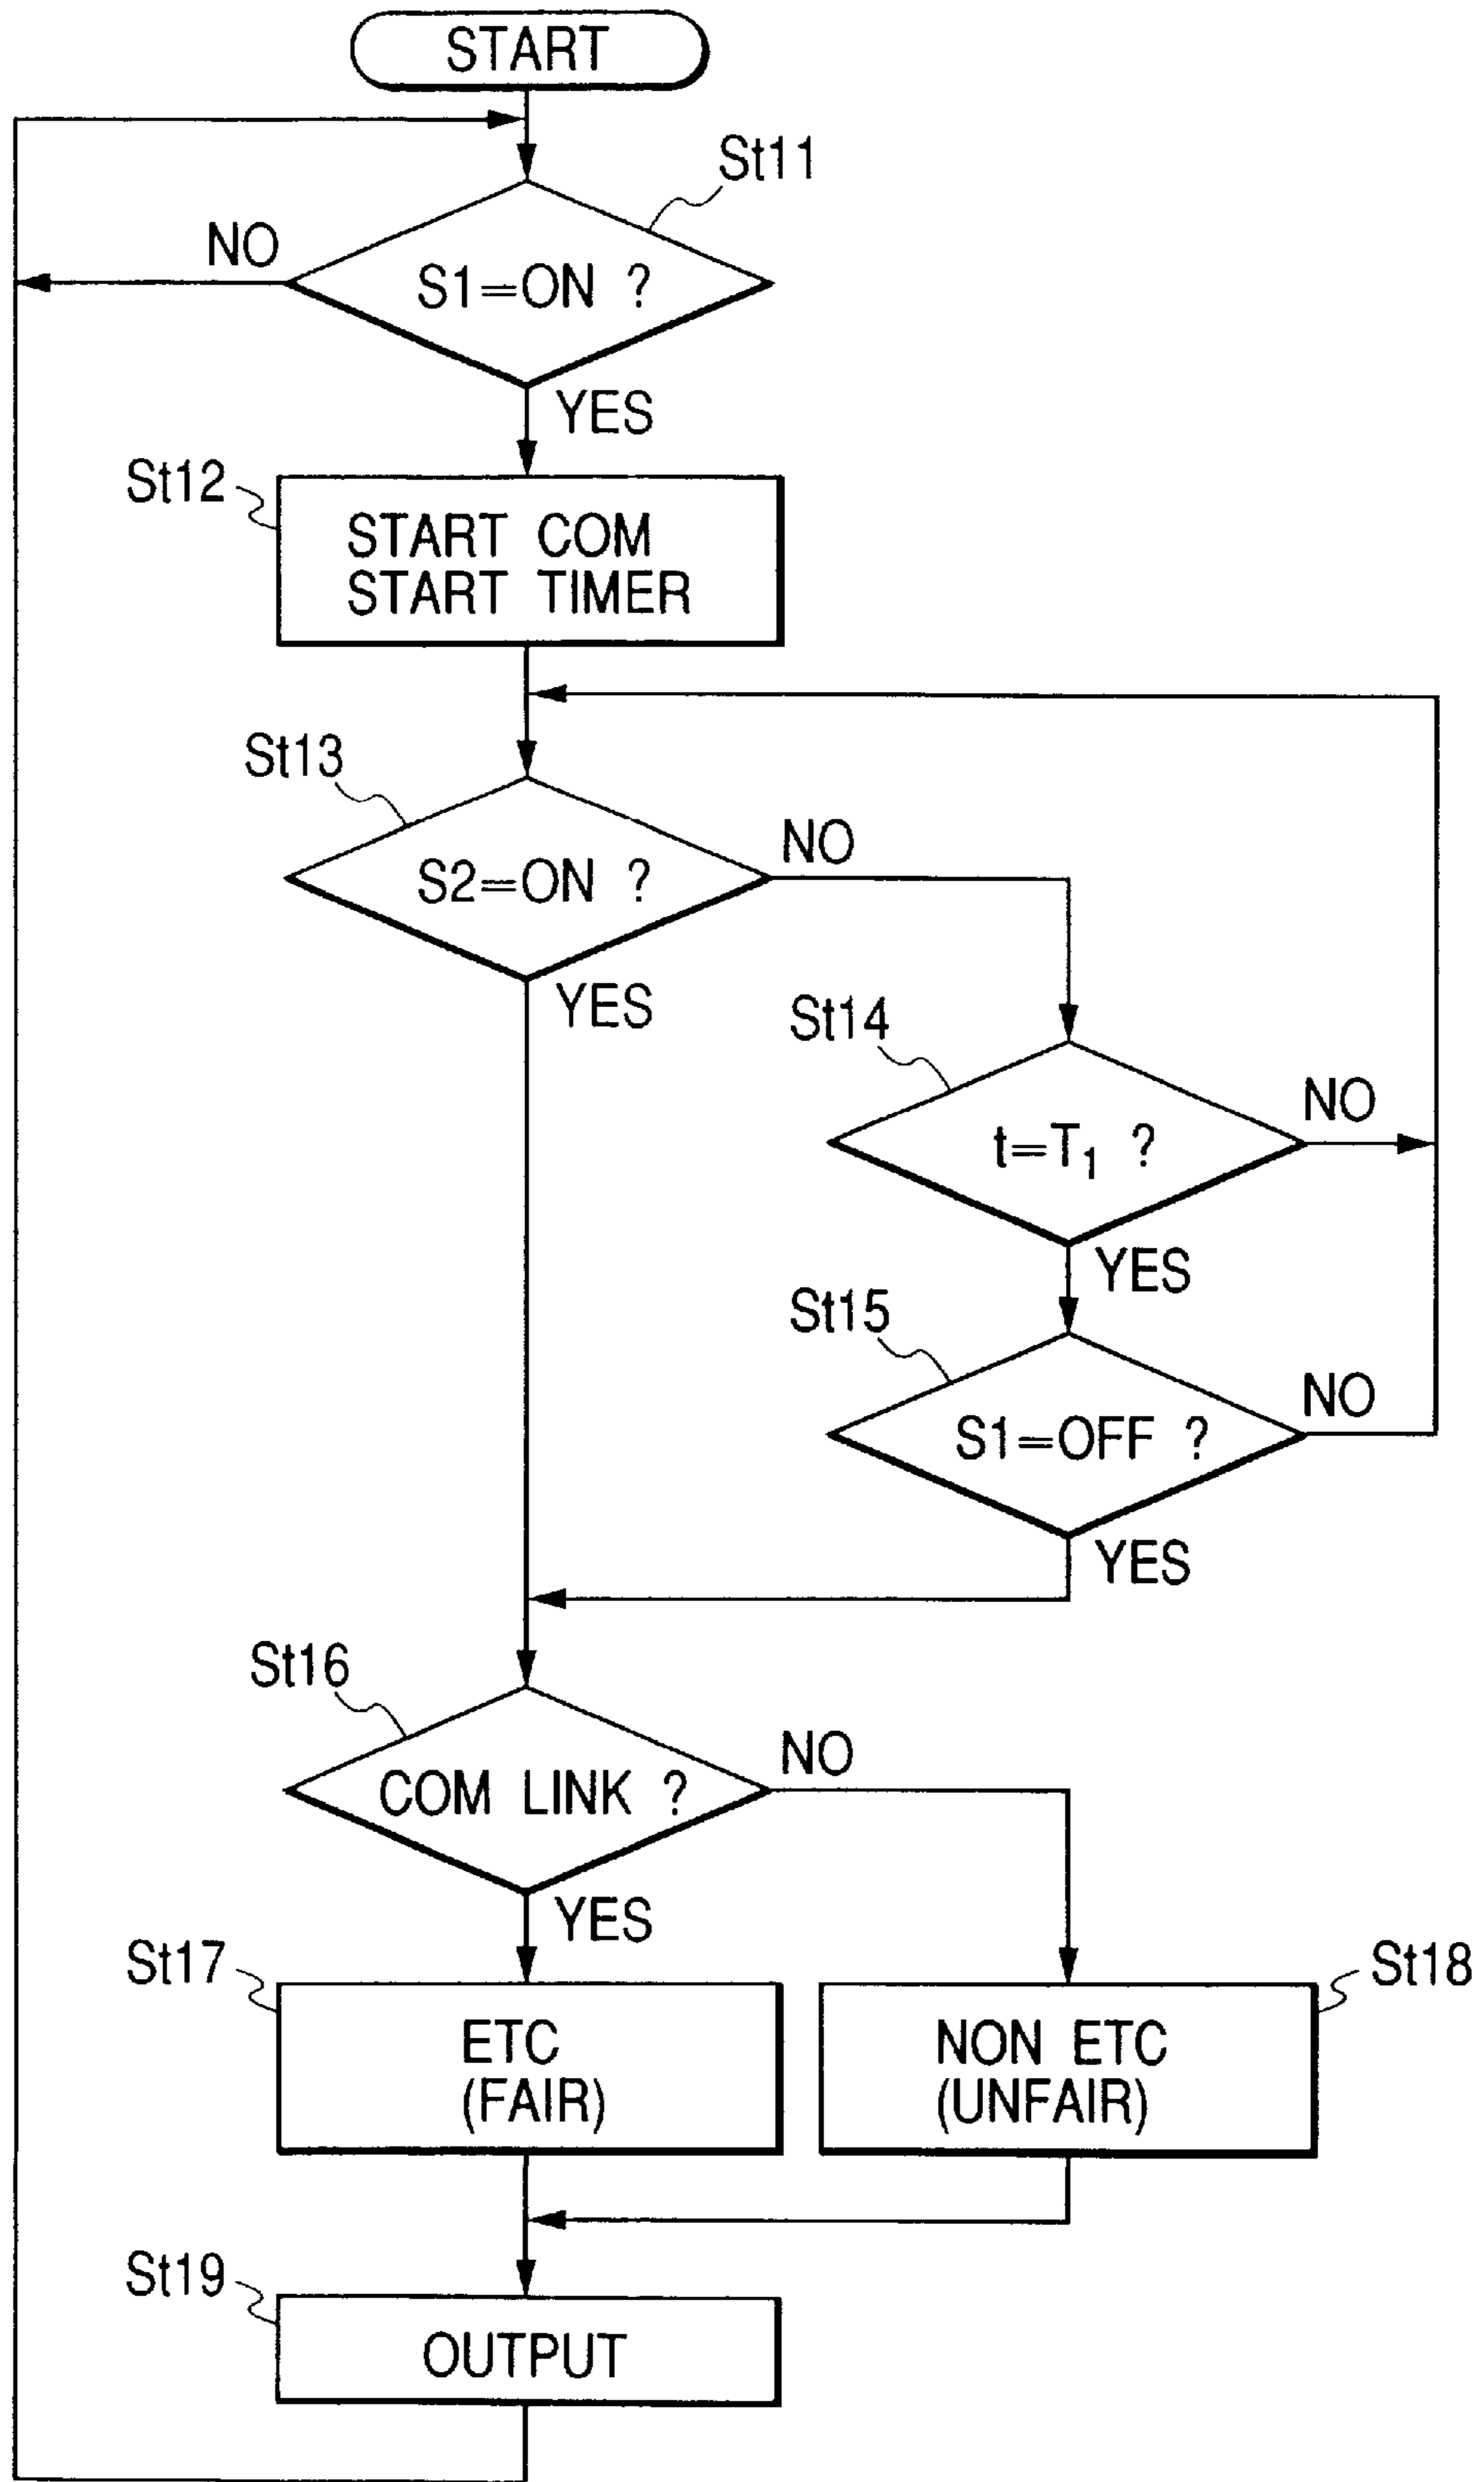 START
St11
NO
S1=ON ?
YES
St12
START COM
START TIMER
St13
NO
S2=ON ?
YES
St14
NO
t=T₁ ?
YES
St15
NO
S1=OFF ?
YES
St16
NO
COM LINK ?
YES
St17
St18
ETC
(FAIR)
NON ETC
(UNFAIR)
St19
OUTPUT